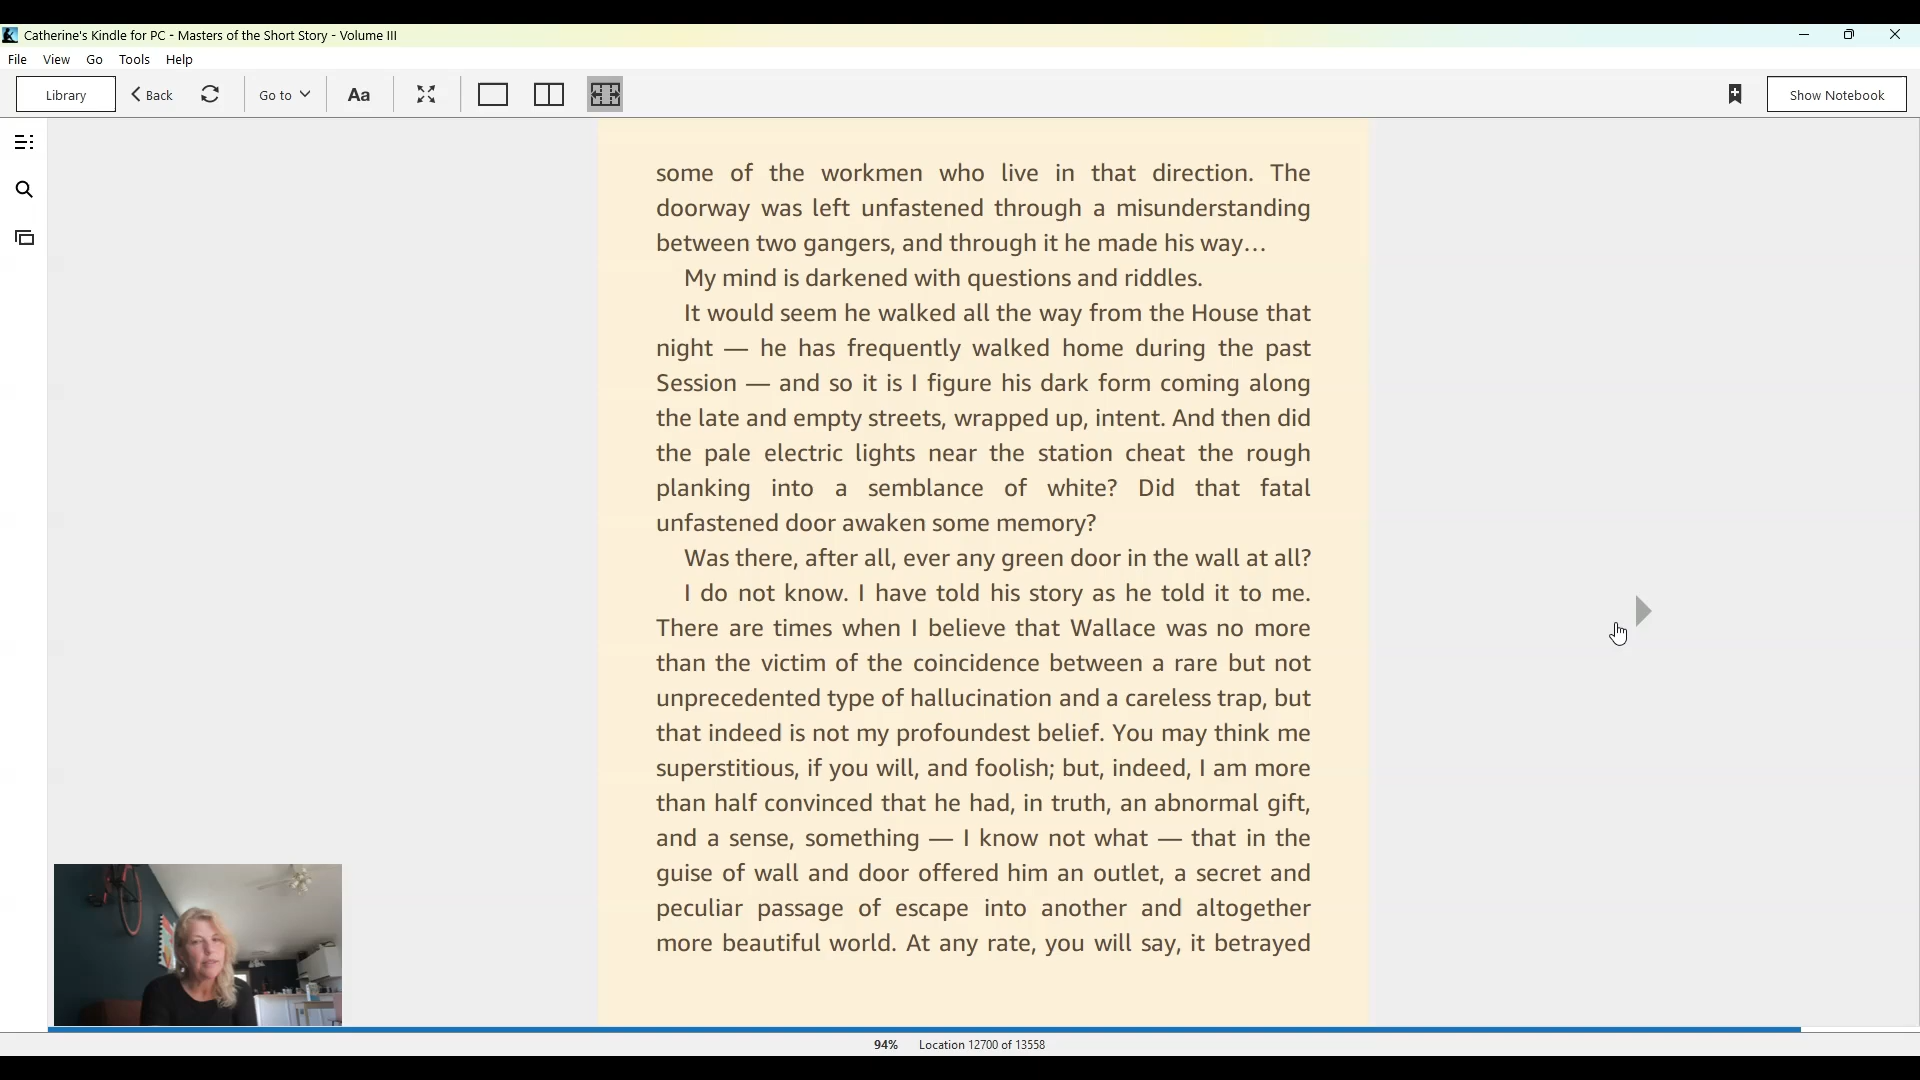 Catherine's Kindle for PC - Masters of the Short Story - Volume III
File View Go Tools Help
Library Back Go to Aa Show Notebook
some of the workmen who live in that direction. The
doorway was left unfastened through a misunderstanding
between two gangers, and through it he made his way...
My mind is darkened with questions and riddles.
It would seem he walked all the way from the House that
night — he has frequently walked home during the past
Session — and so it is I figure his dark form coming along
the late and empty streets, wrapped up, intent. And then did
the pale electric lights near the station cheat the rough
planking into a semblance of white? Did that fatal
unfastened door awaken some memory?
Was there, after all, ever any green door in the wall at all?
I do not know. I have told his story as he told it to me.
There are times when I believe that Wallace was no more
than the victim of the coincidence between a rare but not
unprecedented type of hallucination and a careless trap, but
that indeed is not my profoundest belief. You may think me
superstitious, if you will, and foolish; but, indeed, I am more
than half convinced that he had, in truth, an abnormal gift,
and a sense, something — I know not what — that in the
guise of wall and door offered him an outlet, a secret and
peculiar passage of escape into another and altogether
more beautiful world. At any rate, you will say, it betrayed
94% Location 12700 of 13558